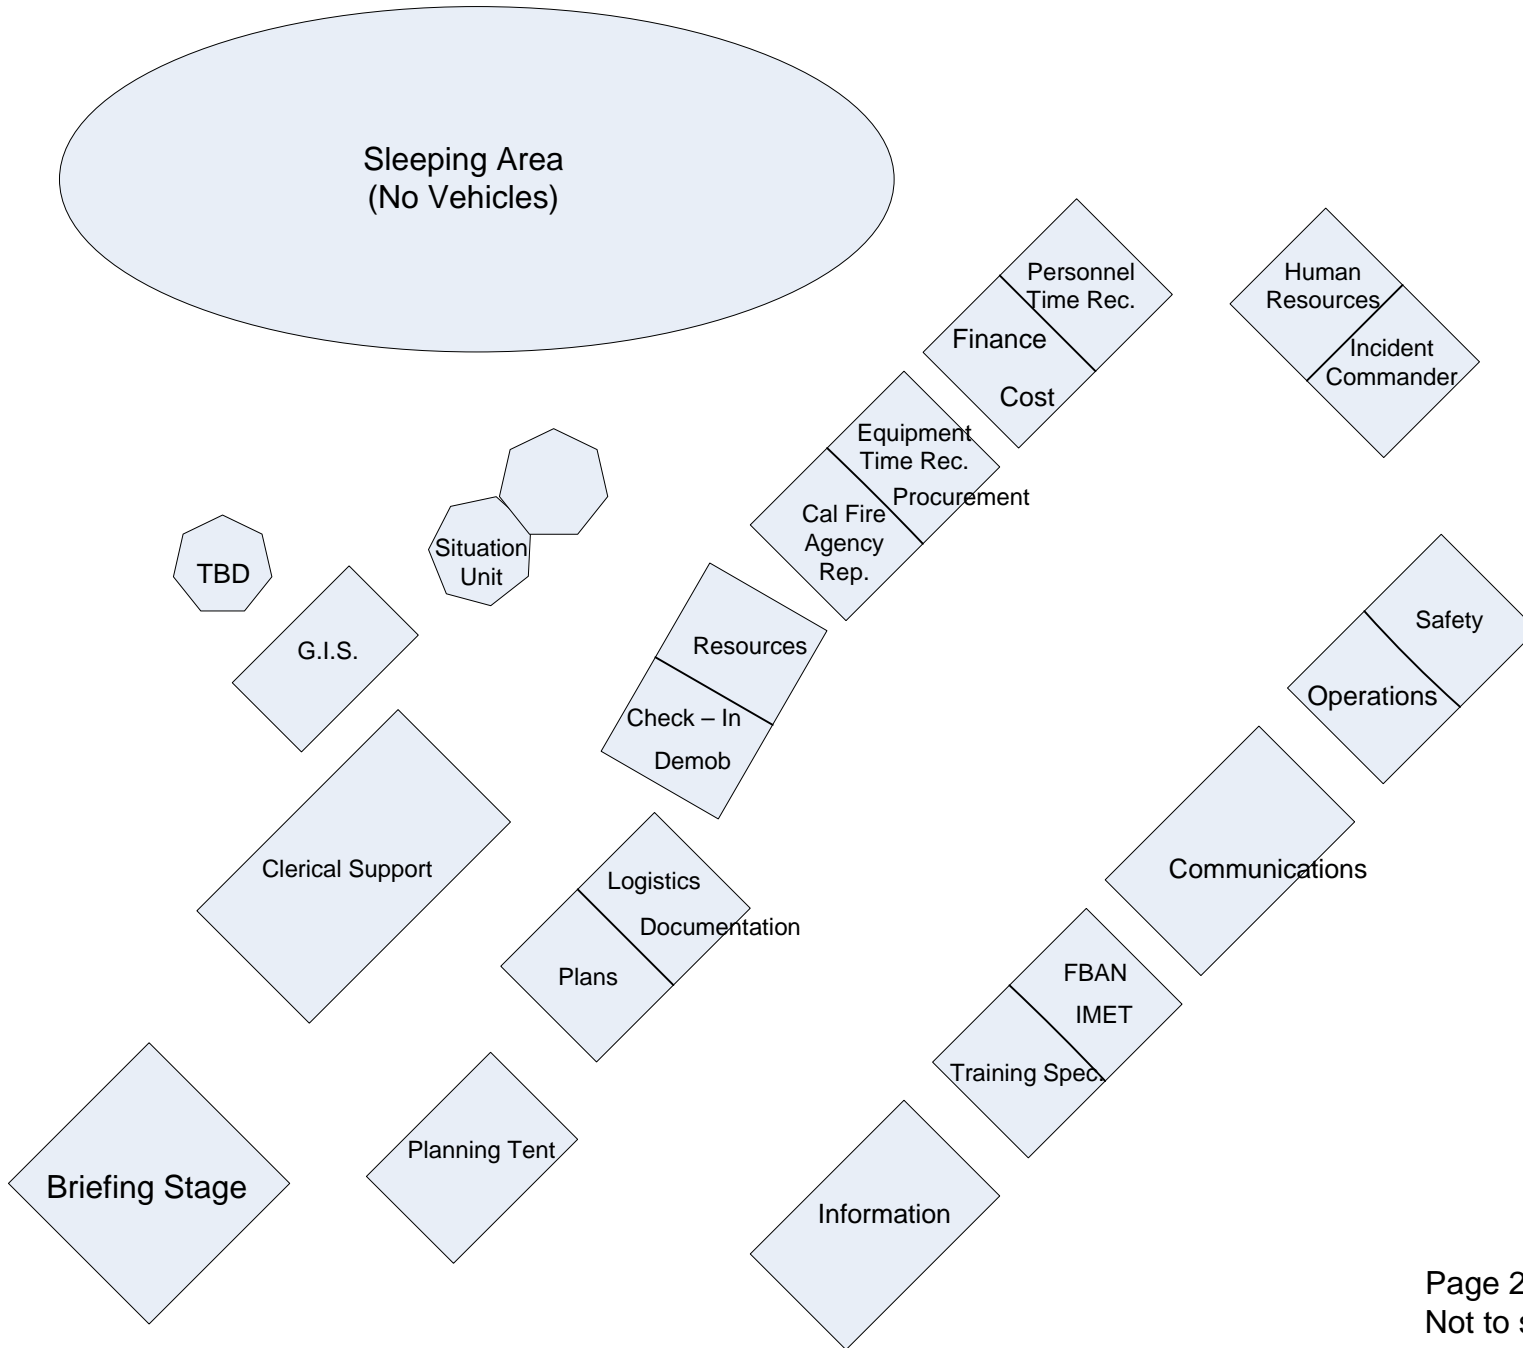 Sleeping Area
(No Vehicles)
Personnel
Time Rec.
Human
Resources
Finance
Incident
Commander
Cost
Equipment
Time Rec.
Procurement
Cal Fire
Agency
Rep.
Situation
Unit
TBD
G.I.S.
Resources
Safety
Operations
Check – In
Demob
Clerical Support
Communications
Logistics
Documentation
Plans
FBAN
IMET
Training Spec.
Planning Tent
Briefing Stage
Information
Page 2
Not to